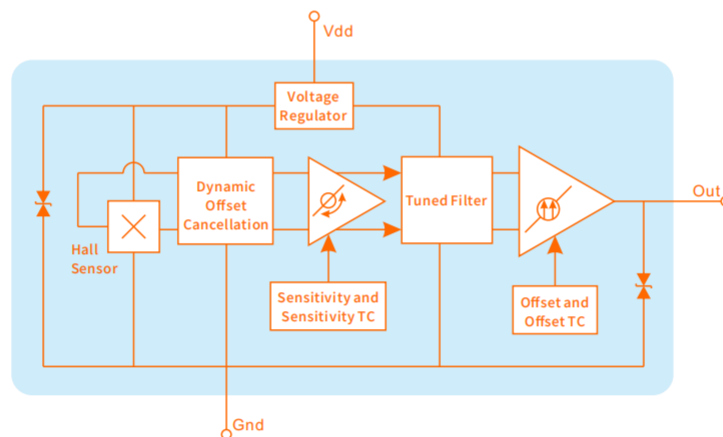 Vdd
Voltage
Regulator
Dynamic
Offset
Cancellation
Tuned Filter
Out
Hall
Sensor
Sensitivity and
Sensitivity TC
Offset and
Offset TC
Gnd